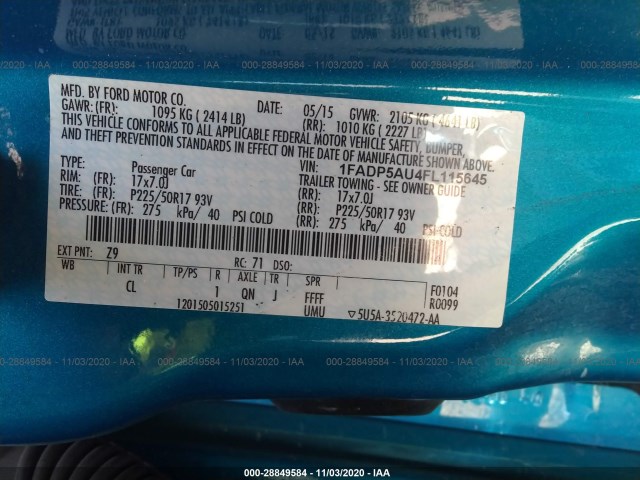 MFD. BY FORD MOTOR CO.
DATE: 05/15 GVWR: 2105 KG
GAWR: (FR): 1095 KG ( 2414 LB) (RR): 1010 KG ( 2227 LB)
THIS VEHICLE CONFORMS TO ALL APPLICABLE FEDERAL MOTOR VEHICLE SAFETY, BUMPER,
AND THEFT PREVENTION STANDARDS IN EFFECT ON THE DATE OF MANUFACTURE SHOWN ABOVE.
VIN: 1FADP5AU4FL115645
TYPE: Passenger Car TRAILER TOWING - SEE OWNER GUIDE
RIM: (FR): 17x7.0J (RR): 17x7.0J
TIRE: (FR): P225/50R17 93V (RR): P225/50R17 93V
PRESSURE: (FR): 275 kPa/ 40 PSI COLD (RR): 275 kPa/ 40 PSI COLD
EXT PNT: Z9 RC: 71 DSO:
WB INT TR TP/PS R AXLE TR SPR
CL 1 QN J FFFF
F0104
R0099
1201505015251 UMU ▽5U5A-3520472-AA
000-28849584 - 11/03/2020 - IAA